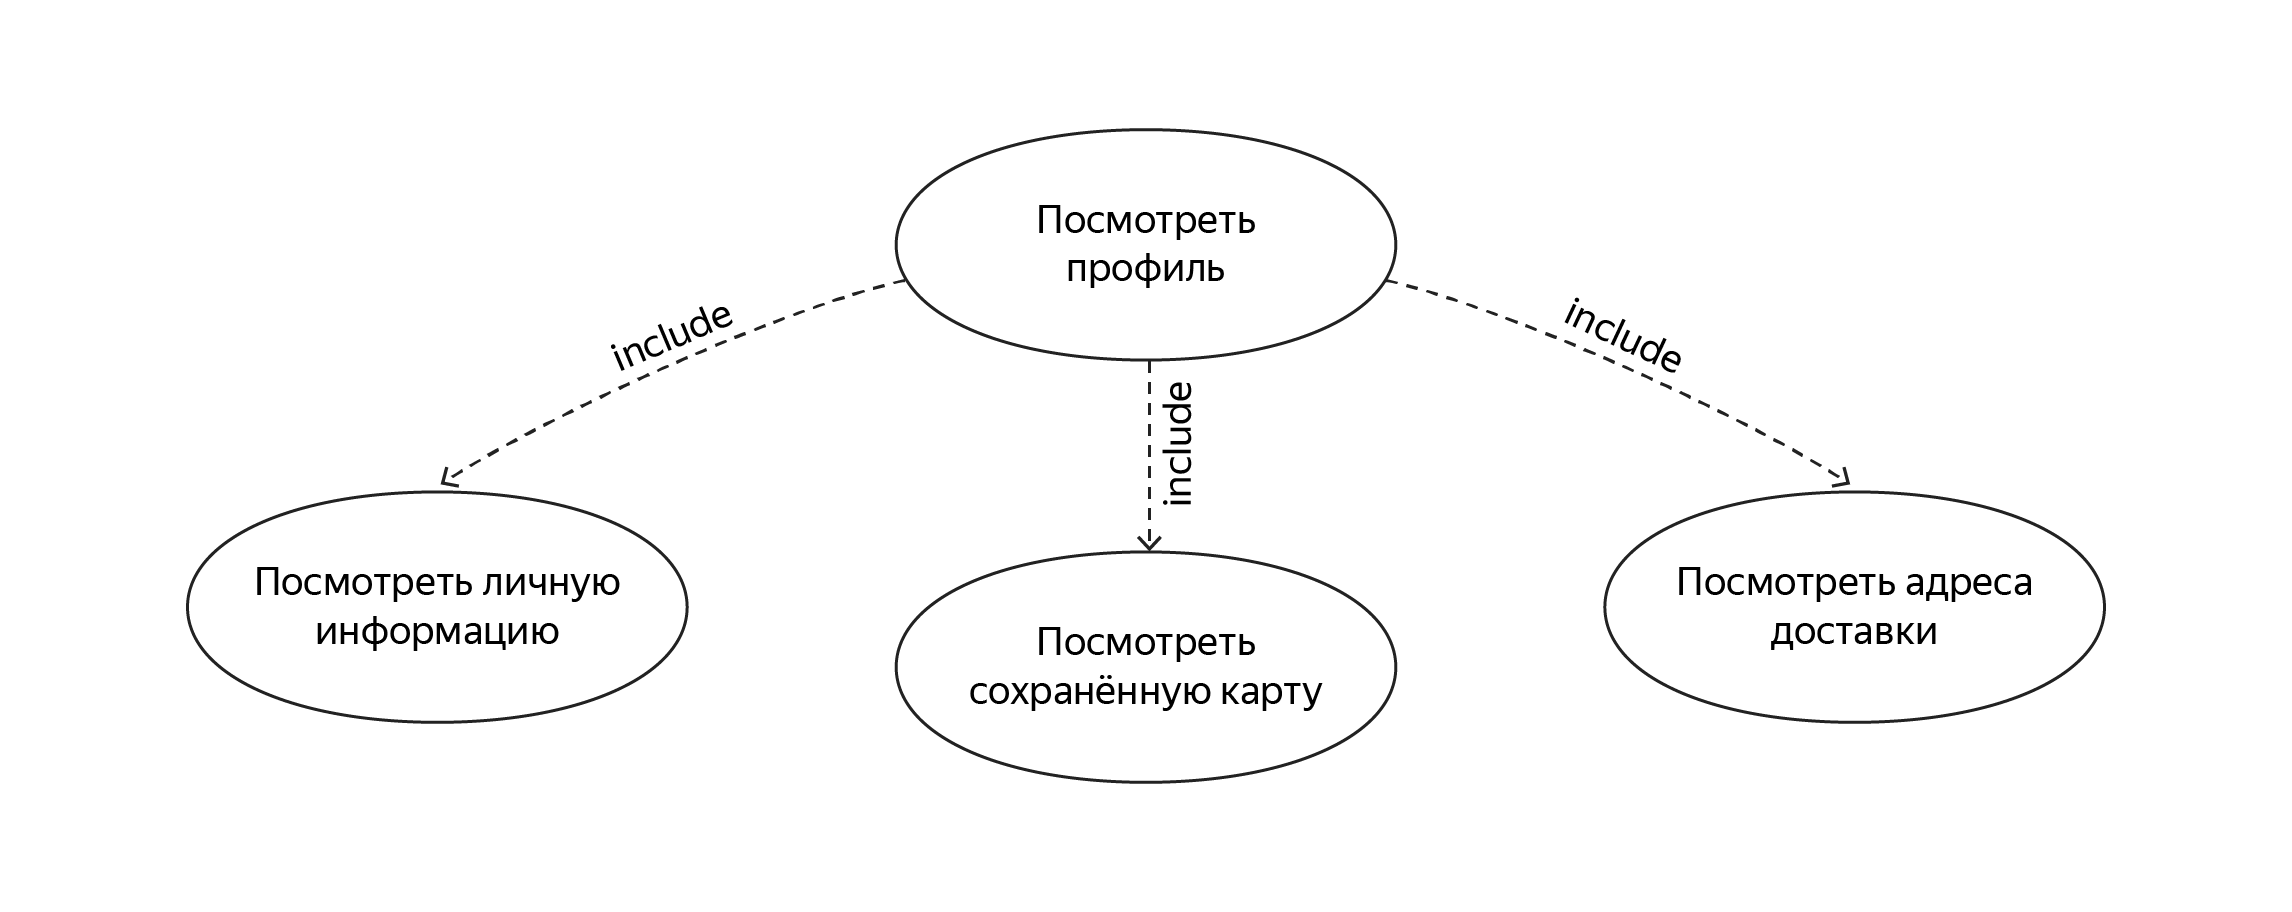 Посмотреть
профиль
include
include
include
Посмотреть личную
информацию
Посмотреть
сохранённую карту
Посмотреть адреса
доставки